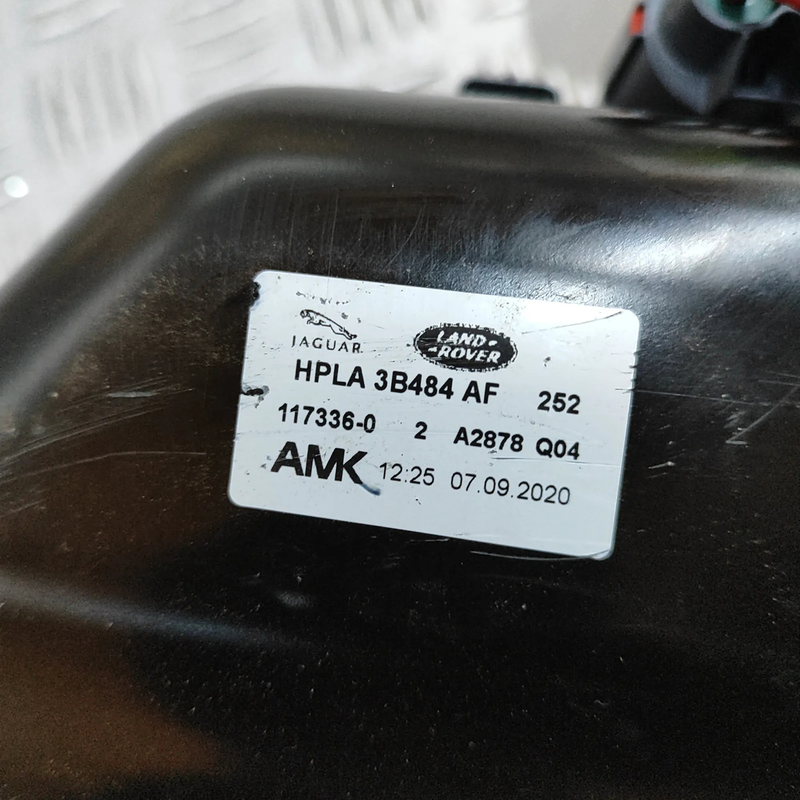 JAGUAR
LAND-
-ROVER
HPLA 3B484 AF 252
117336-0 2 A2878 Q04
AMK 12:25 07.09.2020